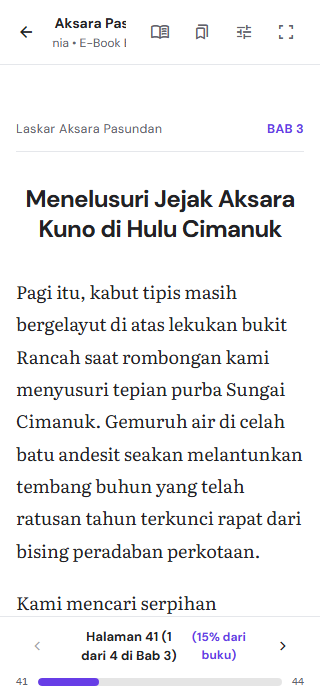 Aksara Pas
nia • E-Book
Laskar Aksara Pasundan
BAB 3
Menelusuri Jejak Aksara
Kuno di Hulu Cimanuk
Pagi itu, kabut tipis masih
bergelayut di atas lekukan bukit
Rancah saat rombongan kami
menyusuri tepian purba Sungai
Cimanuk. Gemuruh air di celah
batu andesit seakan melantunkan
tembang buhun yang telah
ratusan tahun terkunci rapat dari
bising peradaban perkotaan.
Kami mencari serpihan
Halaman 41 (1
dari 4 di Bab 3)
(15% dari
buku)
41
44